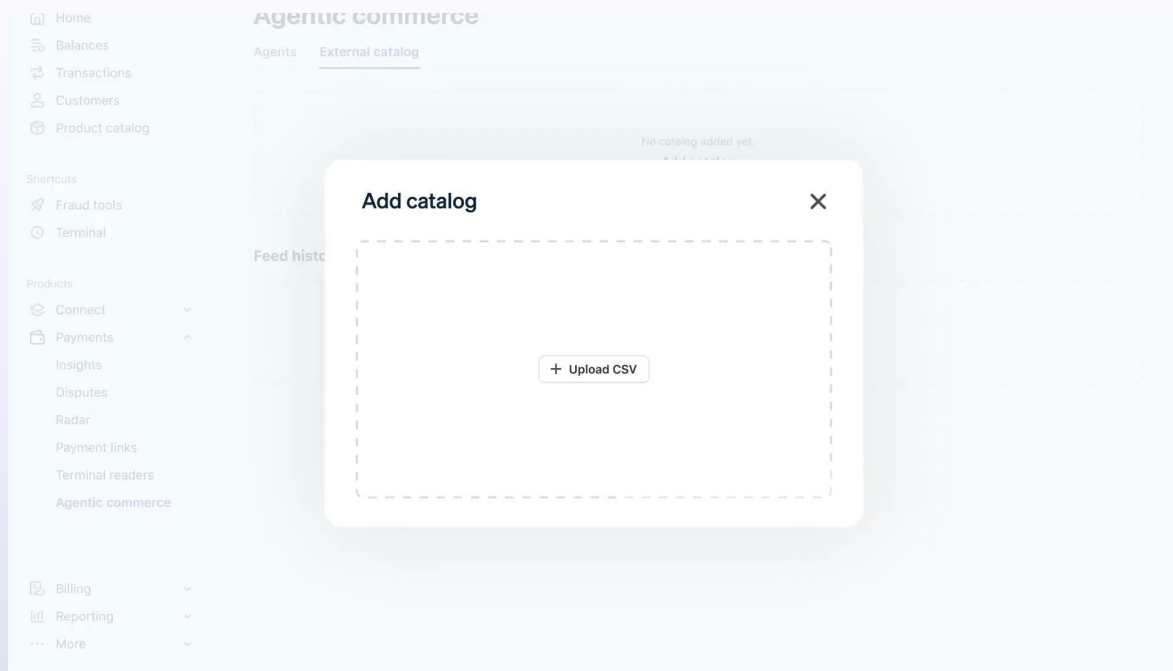 Agentic commerce
Home
Balances
Transactions
Customers
Product catalog
Shortcuts
Fraud tools
Terminal
Products
Connect
Payments
Insights
Disputes
Radar
Payment links
Terminal readers
Agentic commerce
Billing
Reporting
More
Agents
External catalog
No catalog added yet.
Add catalog
Feed histo
Add catalog
Upload CSV